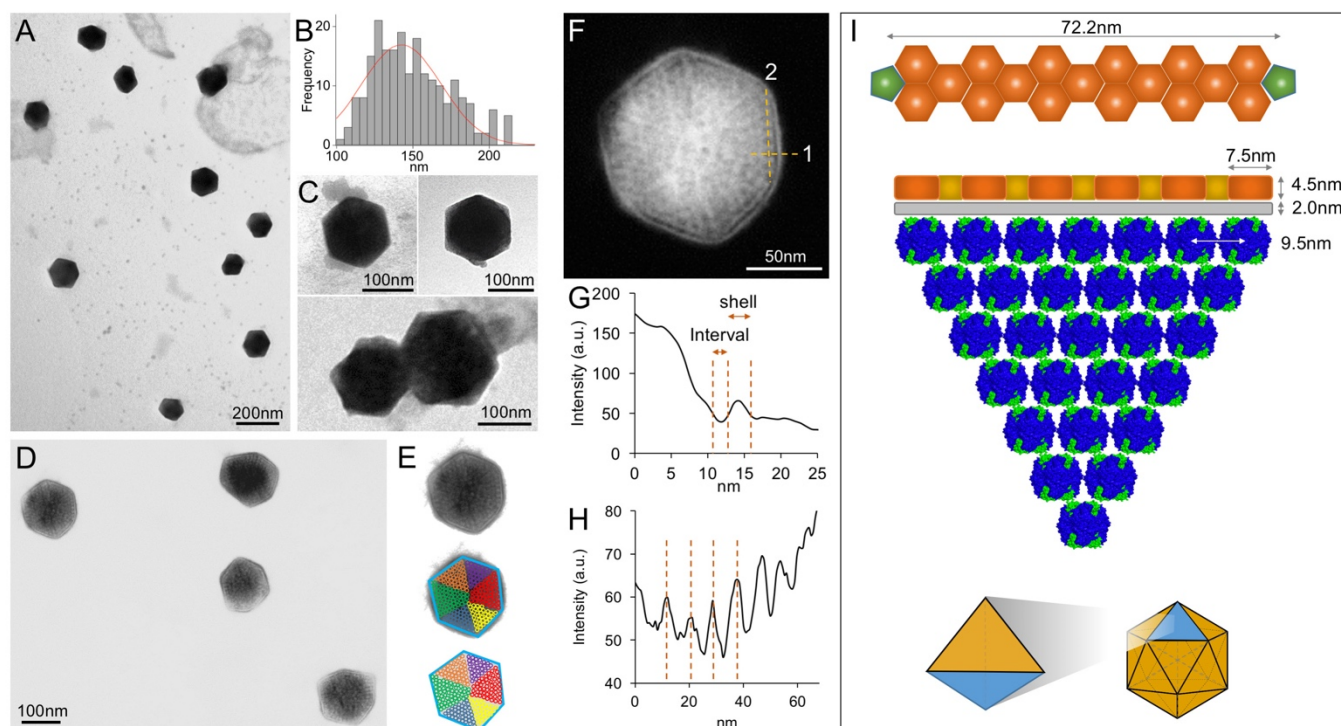 A
200nm
B
Frequency
20
10
0
100
150
200
nm
C
100nm
100nm
100nm
D
100nm
E
F
2
1
50nm
G
Intensity (a.u.)
200
150
100
50
0
shell
Interval
0 5 10 15 20 25
nm
H
Intensity (a.u.)
80
70
60
50
40
0 20 40 60
nm
I
72.2nm
7.5nm
4.5nm
2.0nm
9.5nm